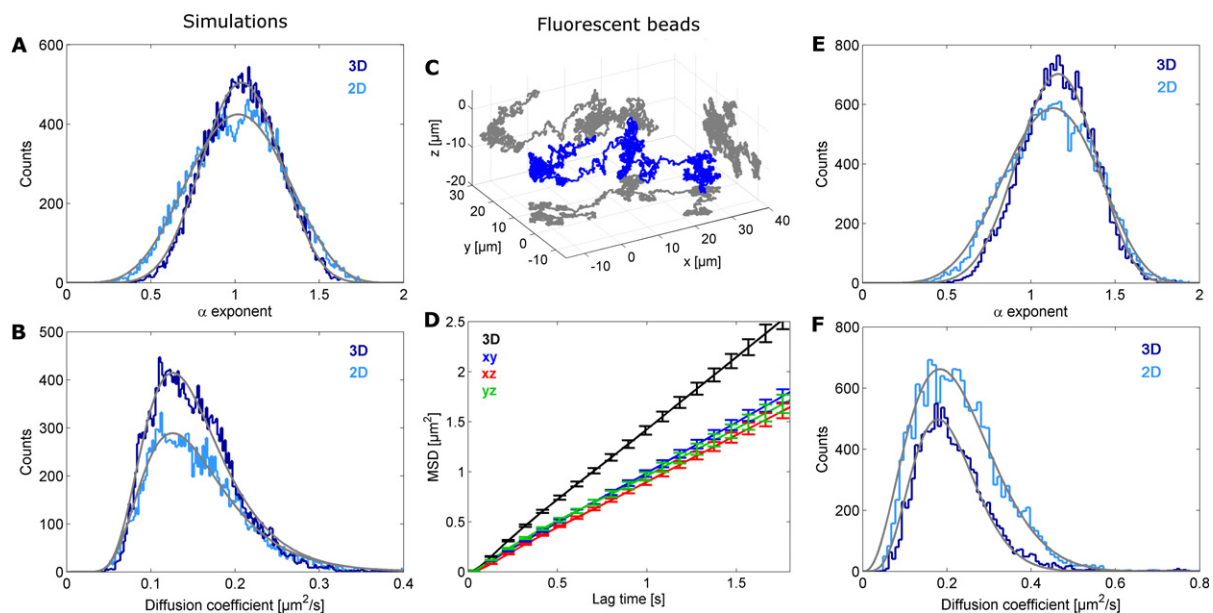 Simulations
Fluorescent beads
A
600
500
400
300
200
100
0
Counts
3D
2D
0 0.5 1 1.5 2
α exponent
B
500
400
300
200
100
0
Counts
3D
2D
0.1 0.2 0.3 0.4
Diffusion coefficient [µm²/s]
C
0
-10
-20
z [µm]
30
20
10
0
-10
y [µm]
-10 0 10 20 30 40
x [µm]
D
2.5
2
1.5
1
0.5
0
MSD [µm²]
3D
xy
xz
yz
0 0.5 1 1.5
Lag time [s]
E
800
600
400
200
0
Counts
3D
2D
0 0.5 1 1.5 2
α exponent
F
800
600
400
200
0
Counts
3D
2D
0 0.2 0.4 0.6 0.8
Diffusion coefficient [µm²/s]